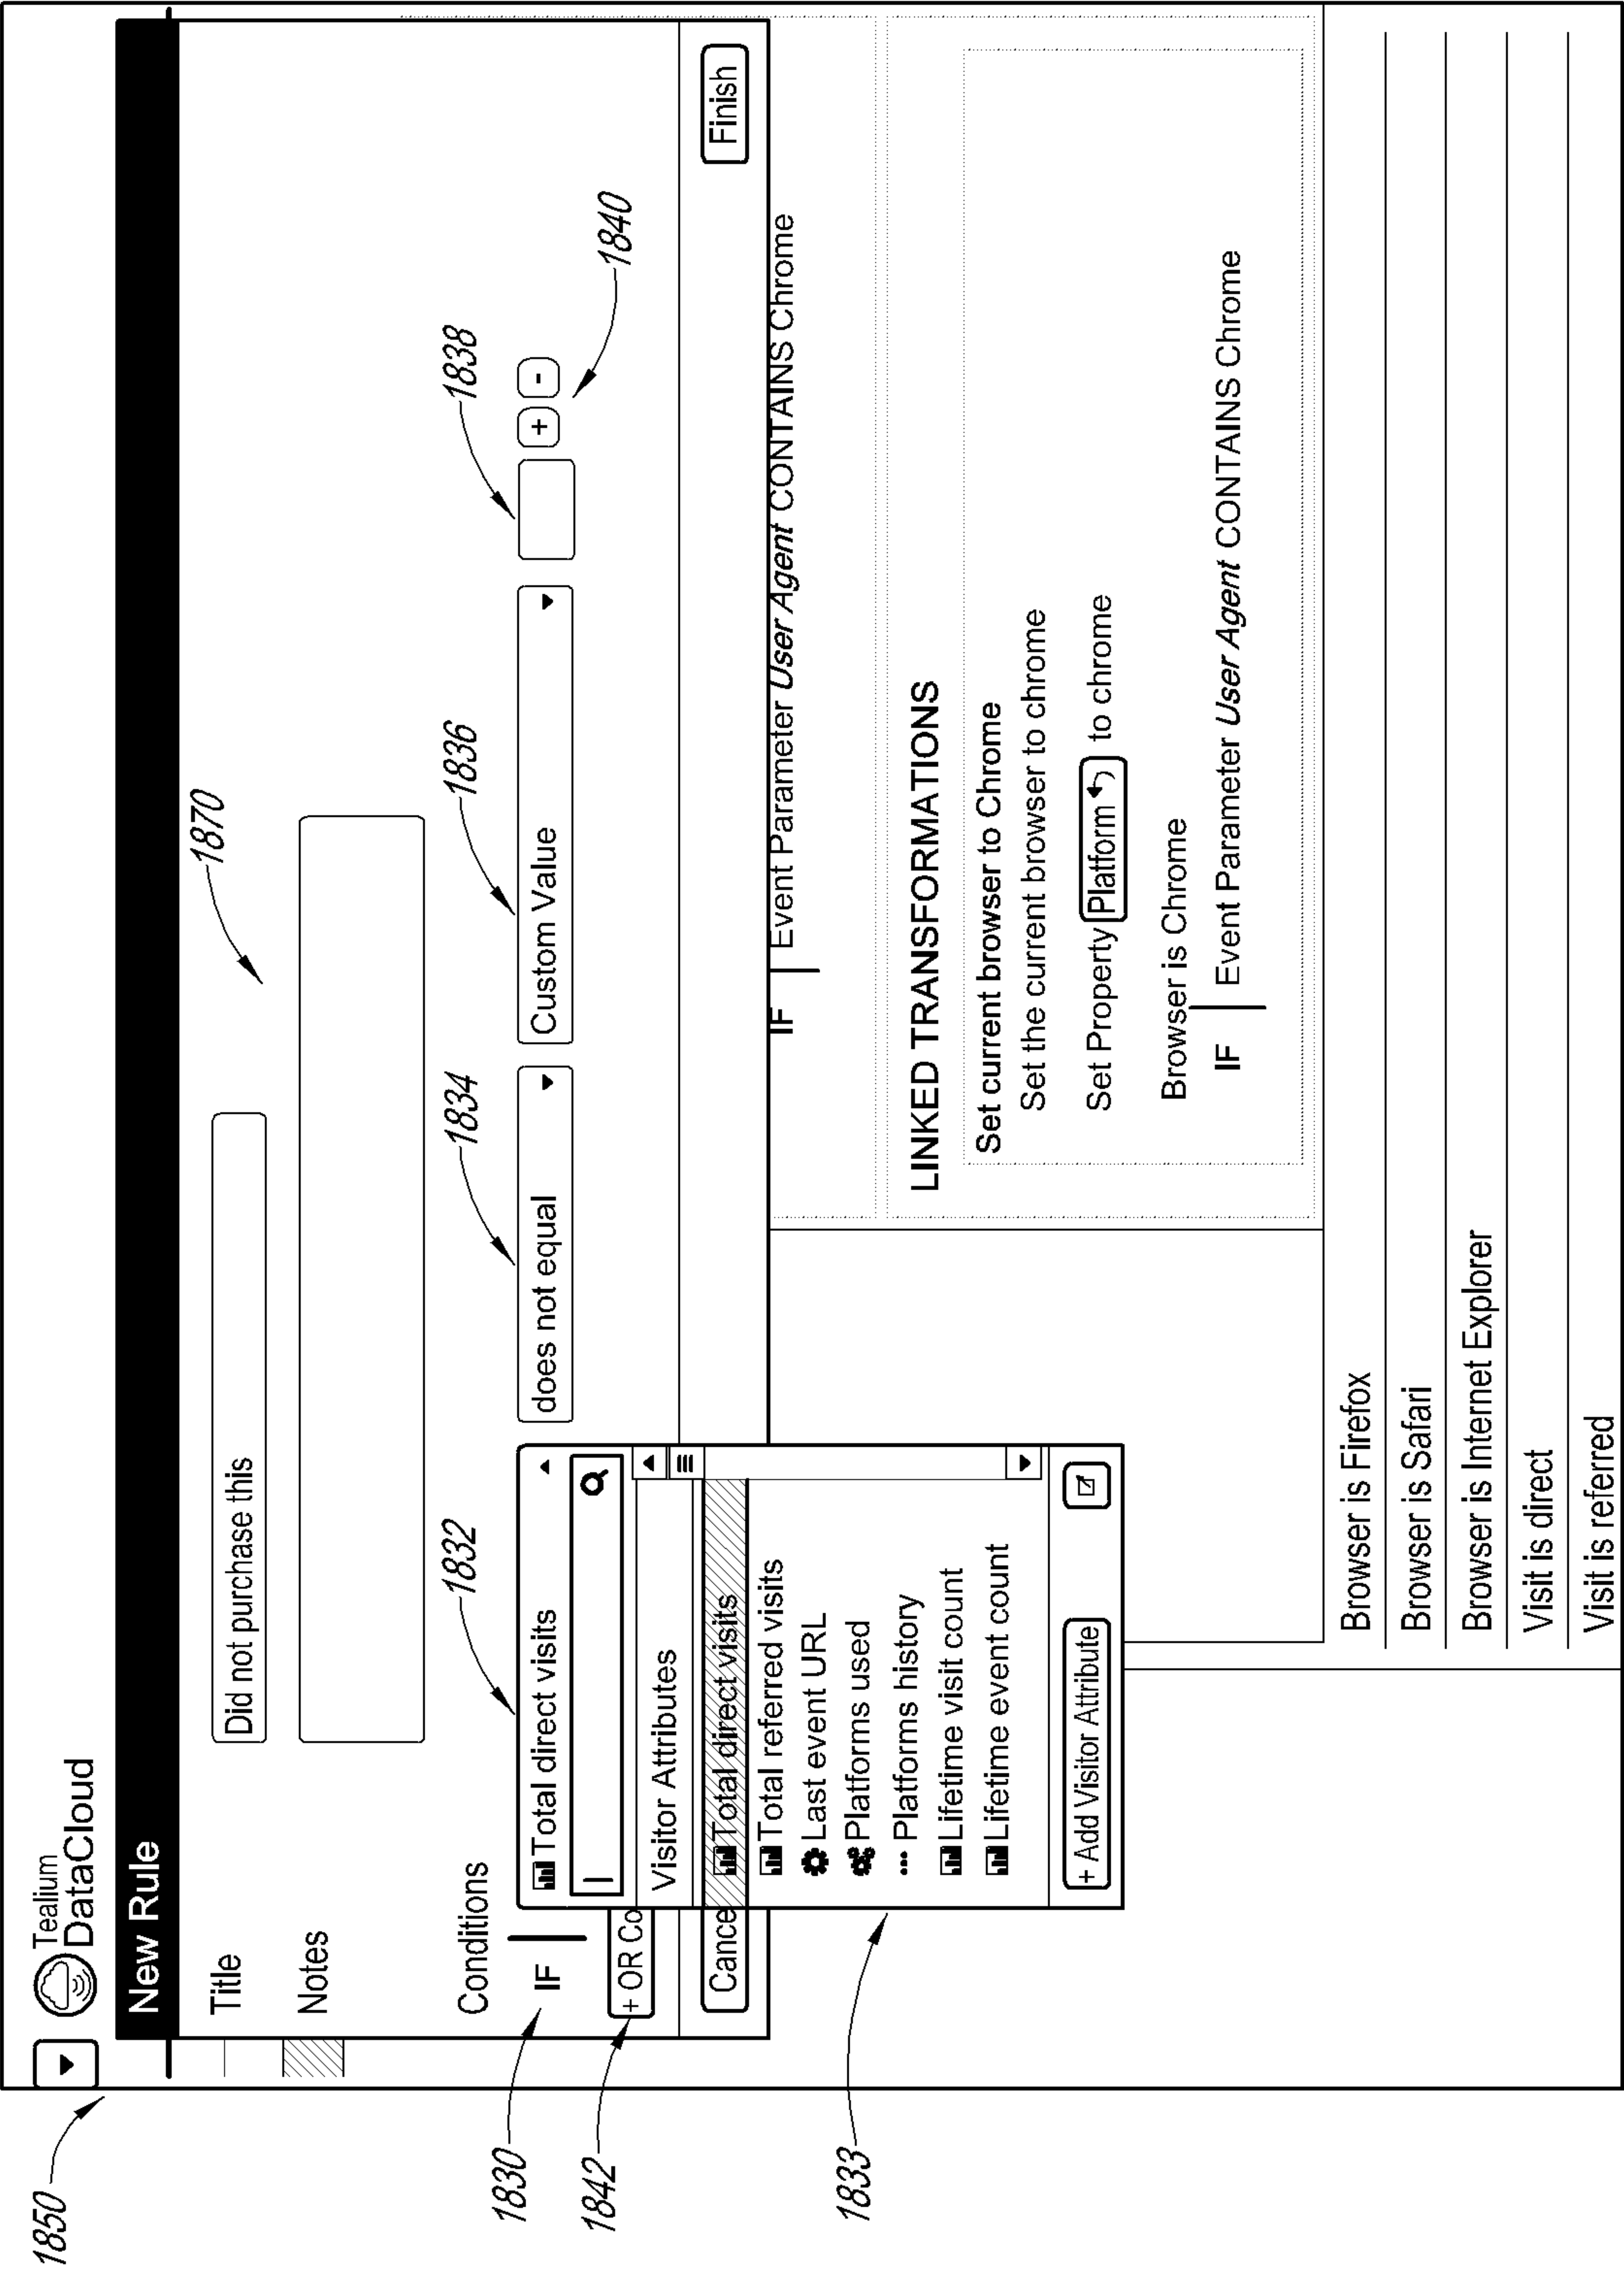 1850
Tealium
DataCloud
New Rule
1870
Title
Did not purchase this
Notes
Conditions
1832
1834
1836
1838
1830
IF
Total direct visits
does not equal
Custom Value
+
-
1840
1842
+ OR Co
Visitor Attributes
Cance
Finish
Total direct visits
Total referred visits
Last event URL
Platforms used
Platforms history
Lifetime visit count
Lifetime event count
+ Add Visitor Attribute
1833
IF
Event Parameter User Agent CONTAINS Chrome
LINKED TRANSFORMATIONS
Set current browser to Chrome
Set the current browser to chrome
Set Property Platform to chrome
Browser is Chrome
IF
Event Parameter User Agent CONTAINS Chrome
Browser is Firefox
Browser is Safari
Browser is Internet Explorer
Visit is direct
Visit is referred